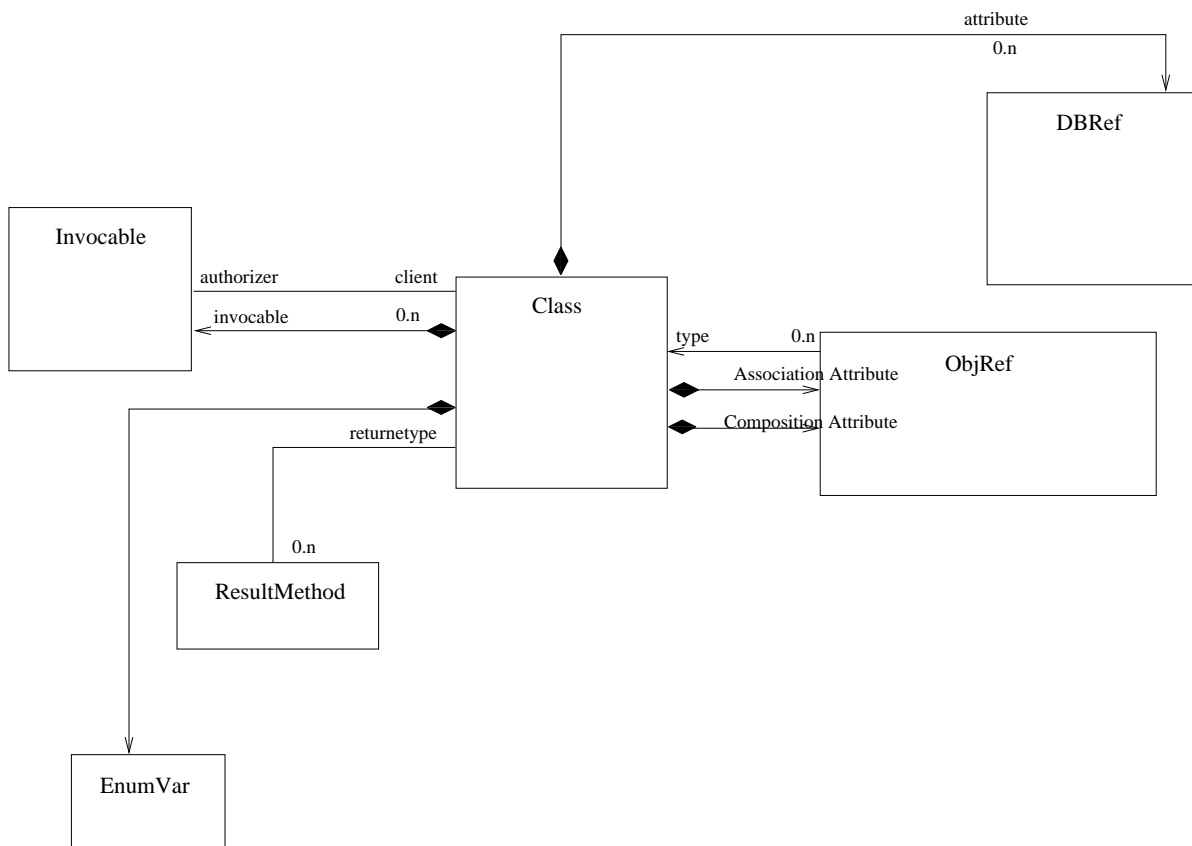 attribute
0.n
DBRef
Invocable
authorizer
client
Class
invocable
0.n
type
0.n
ObjRef
Association Attribute
Composition Attribute
returnetype
0.n
ResultMethod
EnumVar